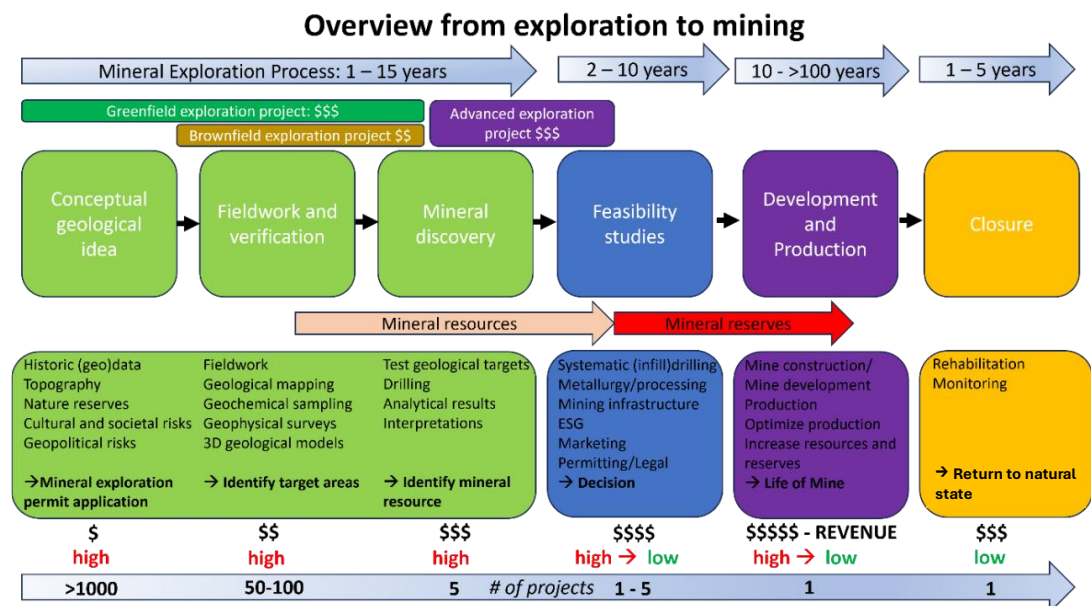 Overview from exploration to mining
Mineral Exploration Process: 1 – 15 years
2 – 10 years
10 - >100 years
1 – 5 years
Greenfield exploration project: $$$
Brownfield exploration project $$
Advanced exploration
project $$$
Conceptual
geological
idea
Fieldwork and
verification
Mineral
discovery
Feasibility
studies
Development
and
Production
Closure
Mineral resources
Mineral reserves
Historic (geo)data
Topography
Nature reserves
Cultural and societal risks
Geopolitical risks
→Mineral exploration
permit application
Fieldwork
Geological mapping
Geochemical sampling
Geophysical surveys
3D geological models
→ Identify target areas
Test geological targets
Drilling
Analytical results
Interpretations
→ Identify mineral
resource
Systematic (infill)drilling
Metallurgy/processing
Mining infrastructure
ESG
Marketing
Permitting/Legal
→ Decision
Mine construction/
Mine development
Production
Optimize production
Increase resources and
reserves
→ Life of Mine
Rehabilitation
Monitoring
→ Return to natural
state
$ $$ $$$ $$$$ $$$$$ - REVENUE $$$
high high high high → low high → low low
>1000 50-100 5 # of projects 1 - 5 1 1